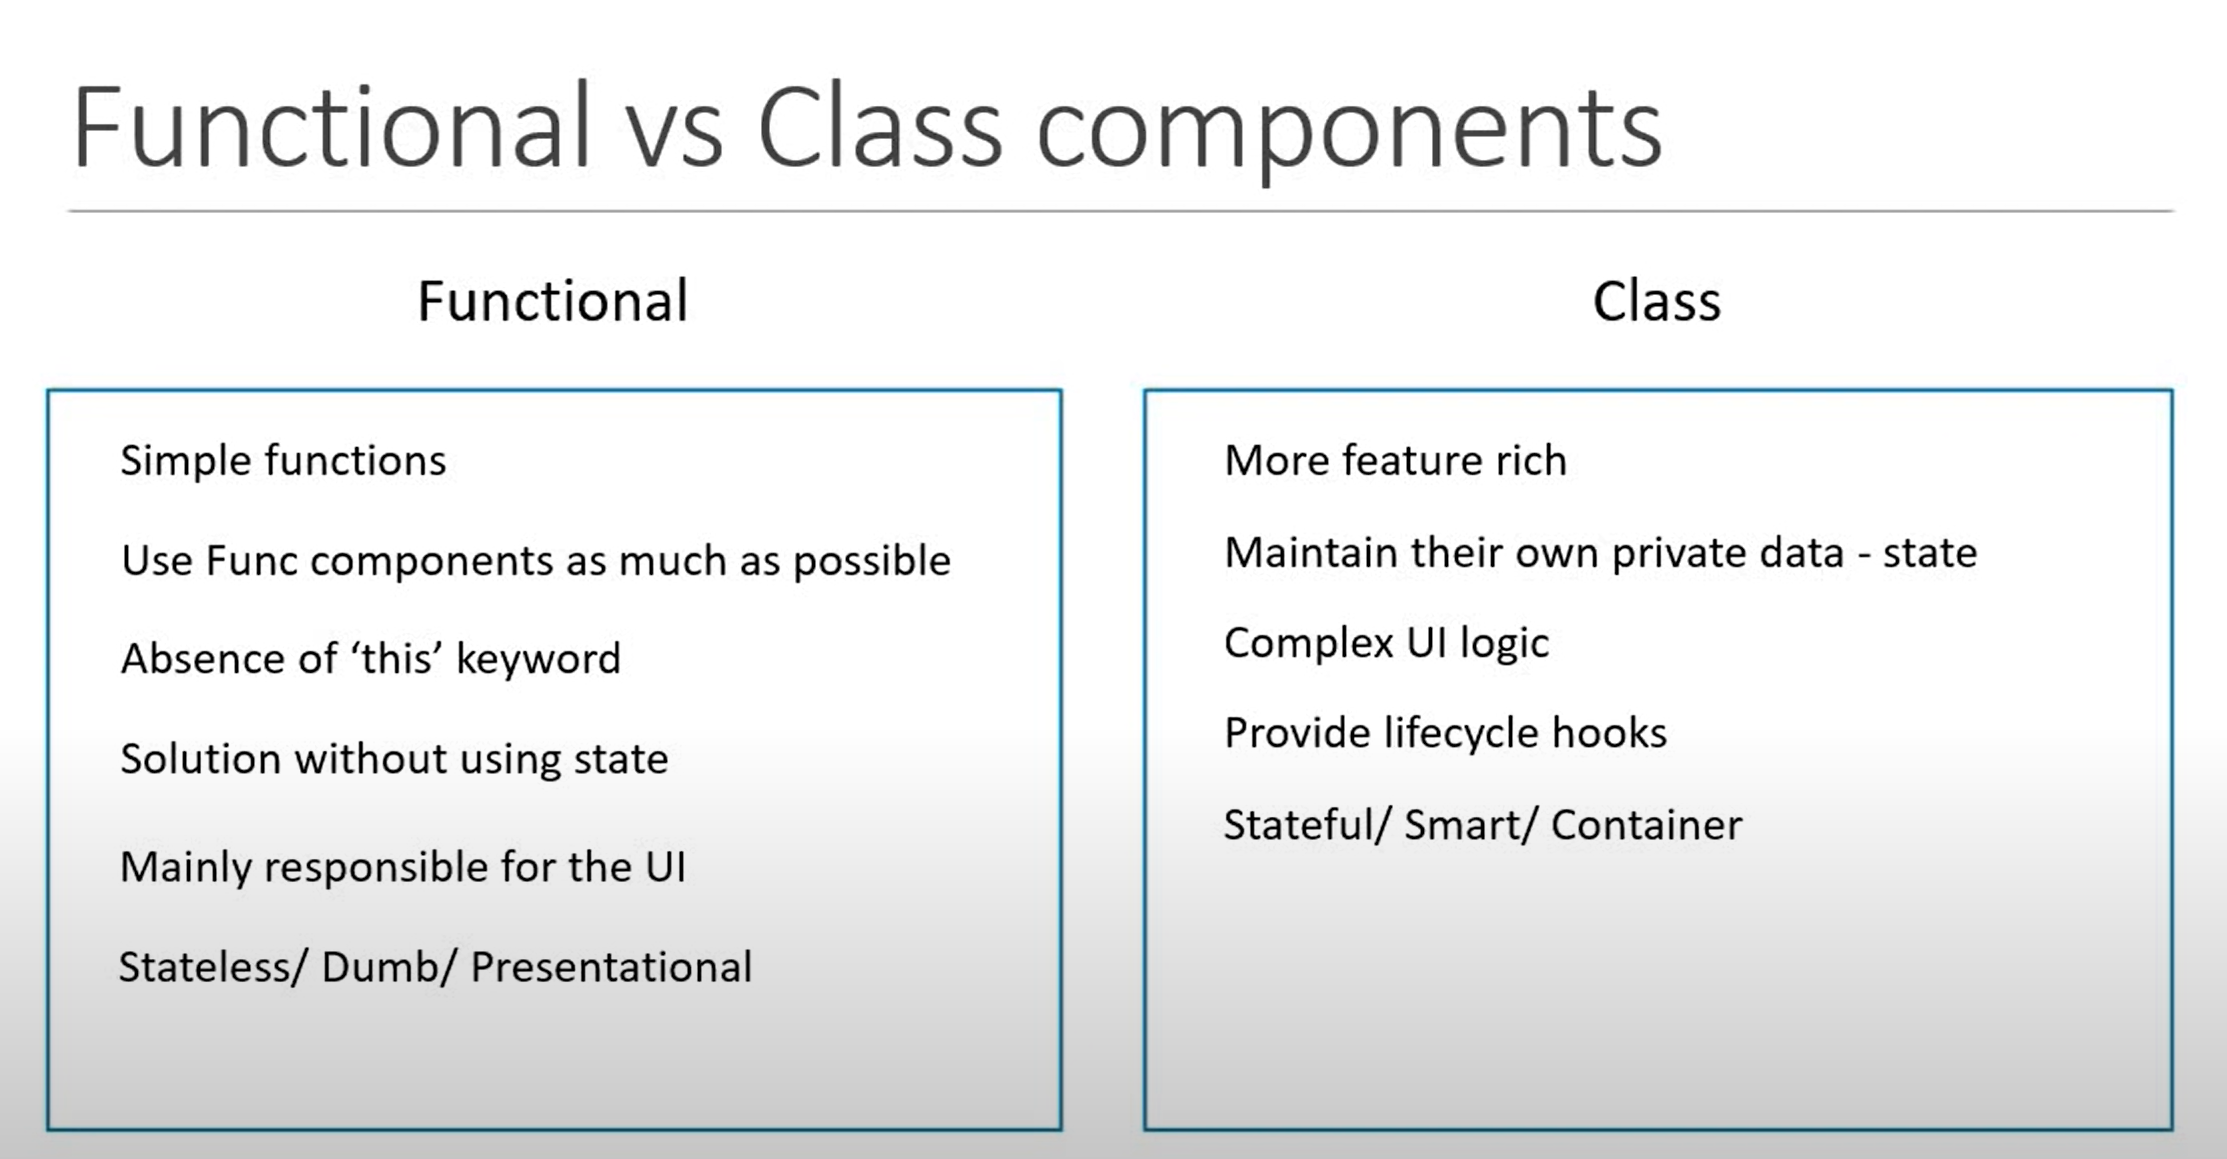 Functional vs Class components
Functional
Simple functions
Use Func components as much as possible
Absence of ‘this’ keyword
Solution without using state
Mainly responsible for the UI
Stateless/ Dumb/ Presentational
Class
More feature rich
Maintain their own private data - state
Complex UI logic
Provide lifecycle hooks
Stateful/ Smart/ Container